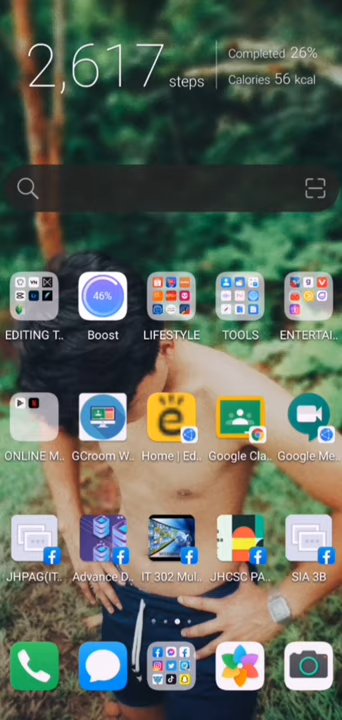 2,617 steps
Completed 26%
Calories 56 kcal
46%
EDITING T.. Boost LIFESTYLE TOOLS ENTERTAI..
ONLINE M.. GCroom W.. Home | Ed.. Google Cla.. Google Me..
JHPAG(IT.. Advance D.. IT 302 Mul.. JHCSC PA.. SIA 3B